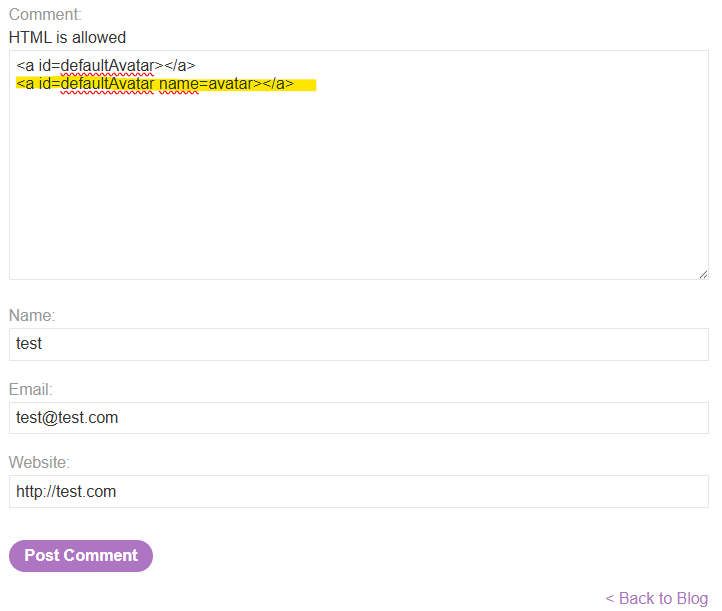 Comment:
HTML is allowed
<a id=defaultAvatar></a>
<a id=defaultAvatar name=avatar></a>
Name:
test
Email:
test@test.com
Website:
http://test.com
Post Comment
< Back to Blog